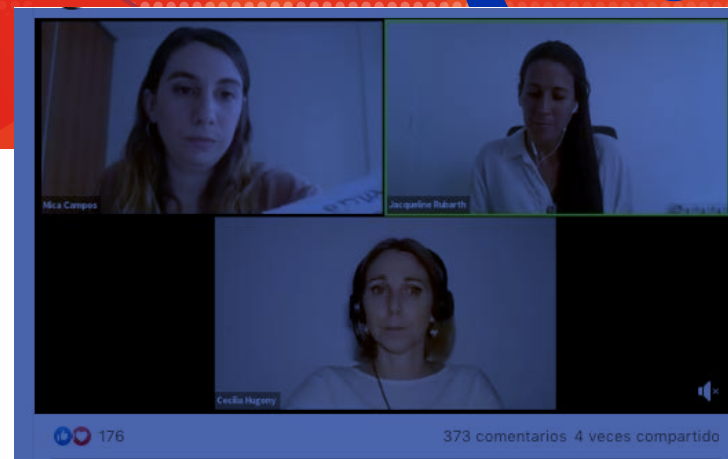 Mica Campos
Jacqueline Rubarth
Cecilia Hugony
176
373 comentarios 4 veces compartido